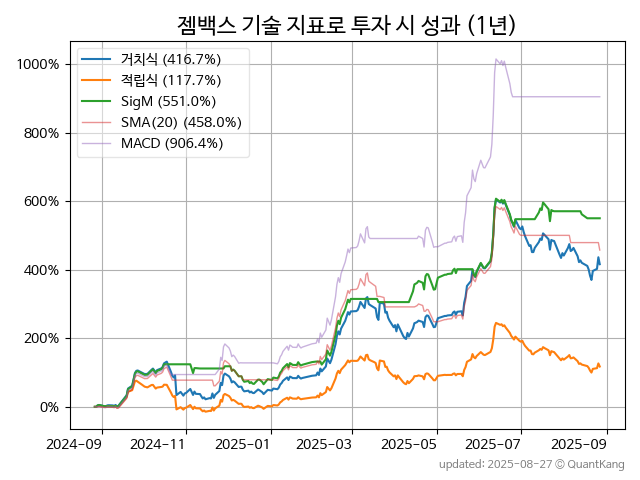 젬백스 기술 지표로 투자 시 성과 (1년)
거치식 (416.7%)
적립식 (117.7%)
SigM (551.0%)
SMA(20) (458.0%)
MACD (906.4%)
1000%
800%
600%
400%
200%
0%
2024-09 2024-11 2025-01 2025-03 2025-05 2025-07 2025-09
updated: 2025-08-27 © QuantKang